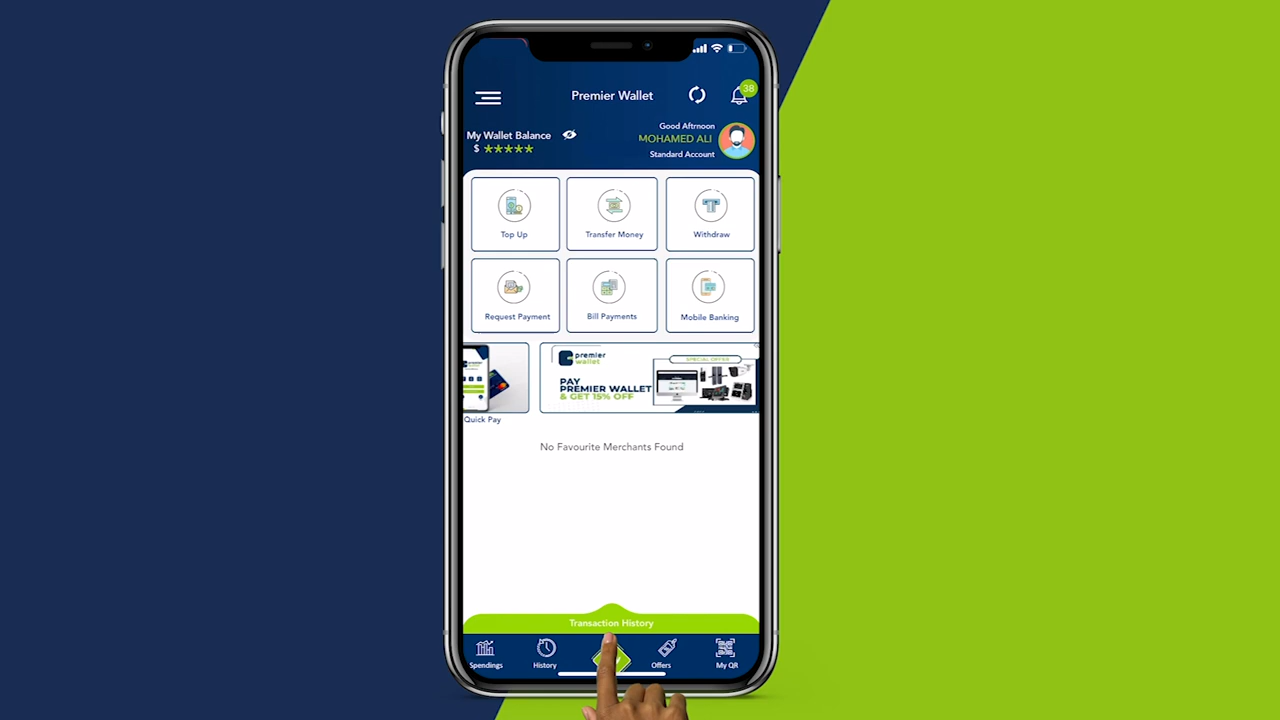 Premier Wallet
38
My Wallet Balance
$ *****
Good Aftrnoon
MOHAMED ALI
Standard Account
Top Up
Transfer Money
Withdraw
Request Payment
Bill Payments
Mobile Banking
premier
wallet
SPECIAL OFFER
PAY
PREMIER WALLET
& GET 15% OFF
Quick Pay
No Favourite Merchants Found
Transaction History
Spendings
History
Offers
My QR